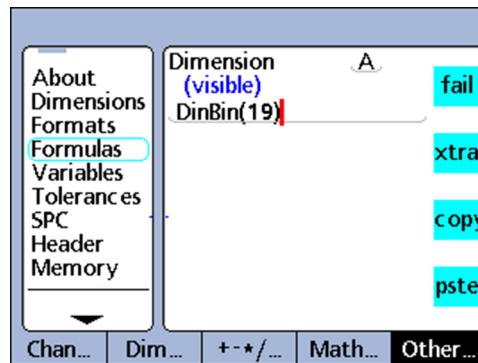 About
Dimensions
Formats
Formulas
Variables
Tolerances
SPC
Header
Memory
Dimension A
(visible)
DinBin(19)
fail
xtra
copy
pste
Chan... Dim... +-*/... Math... Other...